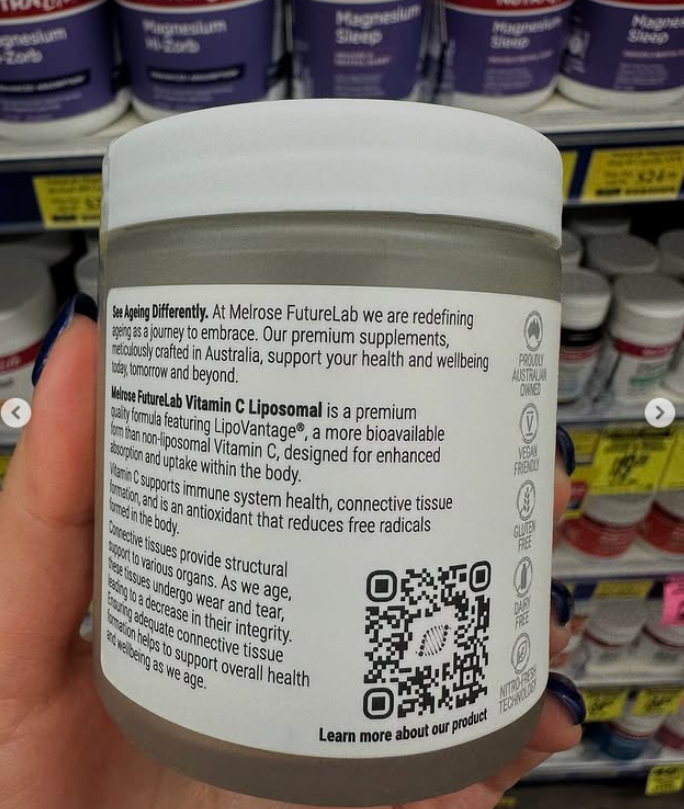 Magnesium
Hi-Zorb
Magnesium
Sleep
Magnesium
Sleep
Magnesium
Sleep
See Ageing Differently. At Melrose FutureLab we are redefining
ageing as a journey to embrace. Our premium supplements,
meticulously crafted in Australia, support your health and wellbeing
today, tomorrow and beyond.
Melrose FutureLab Vitamin C Liposomal is a premium
quality formula featuring LipoVantage®, a more bioavailable
form than non-liposomal Vitamin C, designed for enhanced
absorption and uptake within the body.
Vitamin C supports immune system health, connective tissue
formation, and is an antioxidant that reduces free radicals
formed in the body.
Connective tissues provide structural
support to various organs. As we age,
these tissues undergo wear and tear,
leading to a decrease in their integrity.
Ensuring adequate connective tissue
formation helps to support overall health
and wellbeing as we age.
Learn more about our product
PROUDLY
AUSTRALIAN
OWNED
V
VEGAN
FRIENDLY
GLUTEN
FREE
DAIRY
FREE
NITRO-FRESH
TECHNOLOGY